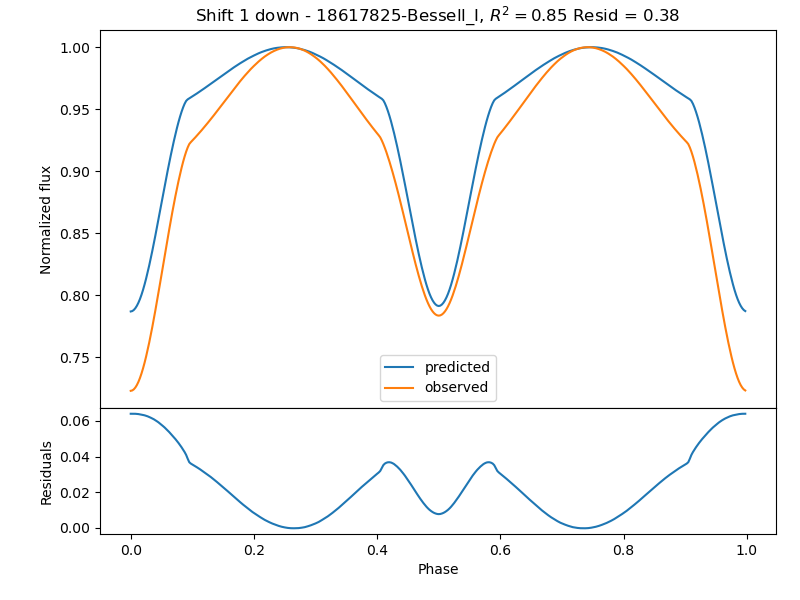 Shift 1 down - 18617825-Bessell_I, $R^2 = 0.85$ Resid = 0.38
1.00
0.95
0.90
0.85
0.80
0.75
Normalized flux
predicted
observed
0.06
0.04
0.02
0.00
Residuals
0.0 0.2 0.4 0.6 0.8 1.0
Phase